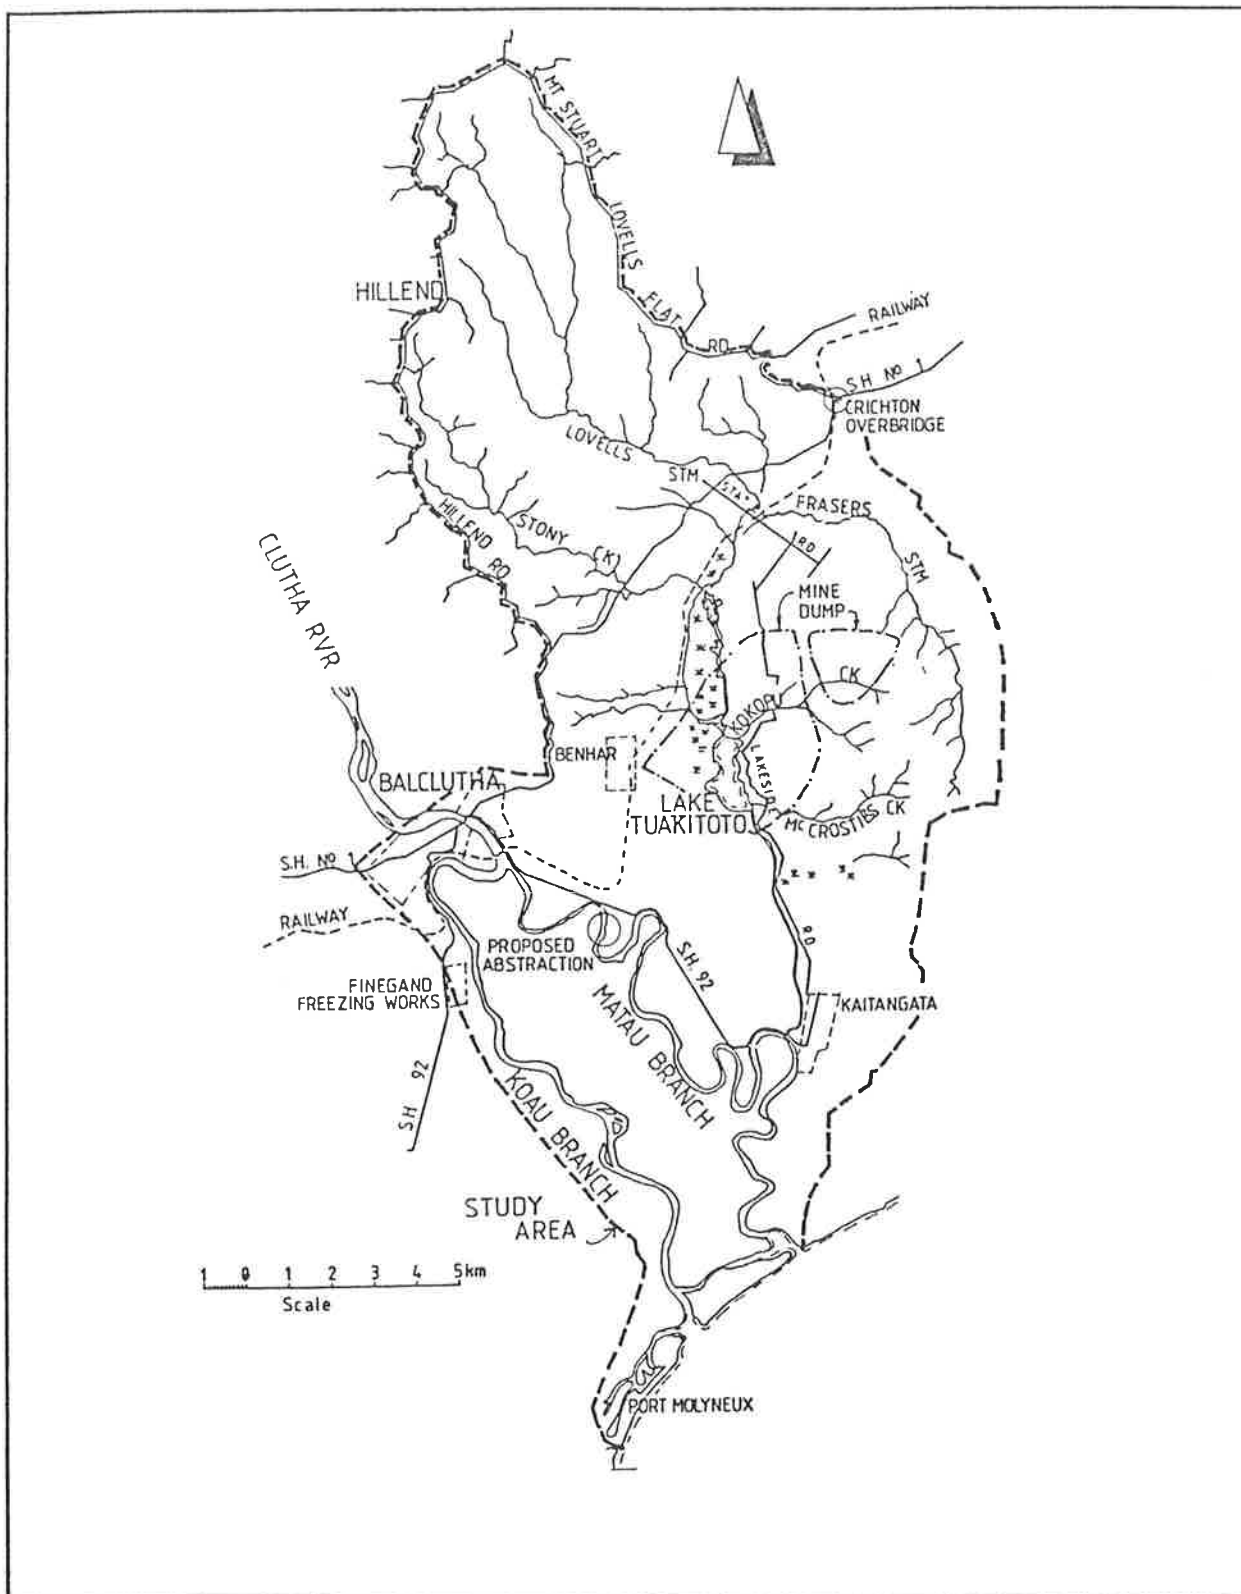 MT STUART
LOVELLS
FLAT
RD
HILLEND
RAILWAY
S.H Nº 1
CRICHTON
OVERBRIDGE
LOVELLS
STM
STA
FRASERS
STM
RD
HILLEND RD
STONY
CK
CLUTHA RVR
MINE
DUMP
CK
KOKOPI
BENHAR
BALCLUTHA
LAKE
TUAKITOTO
LAKESIDE
McCROSTIES CK
S.H. Nº 1
RAILWAY
PROPOSED
ABSTRACTION
S.H. 92
RD
FINEGAND
FREEZING WORKS
MATAU BRANCH
KAITANGATA
S.H 92
KOAU BRANCH
STUDY
AREA
1 0 1 2 3 4 5km
Scale
PORT MOLYNEUX